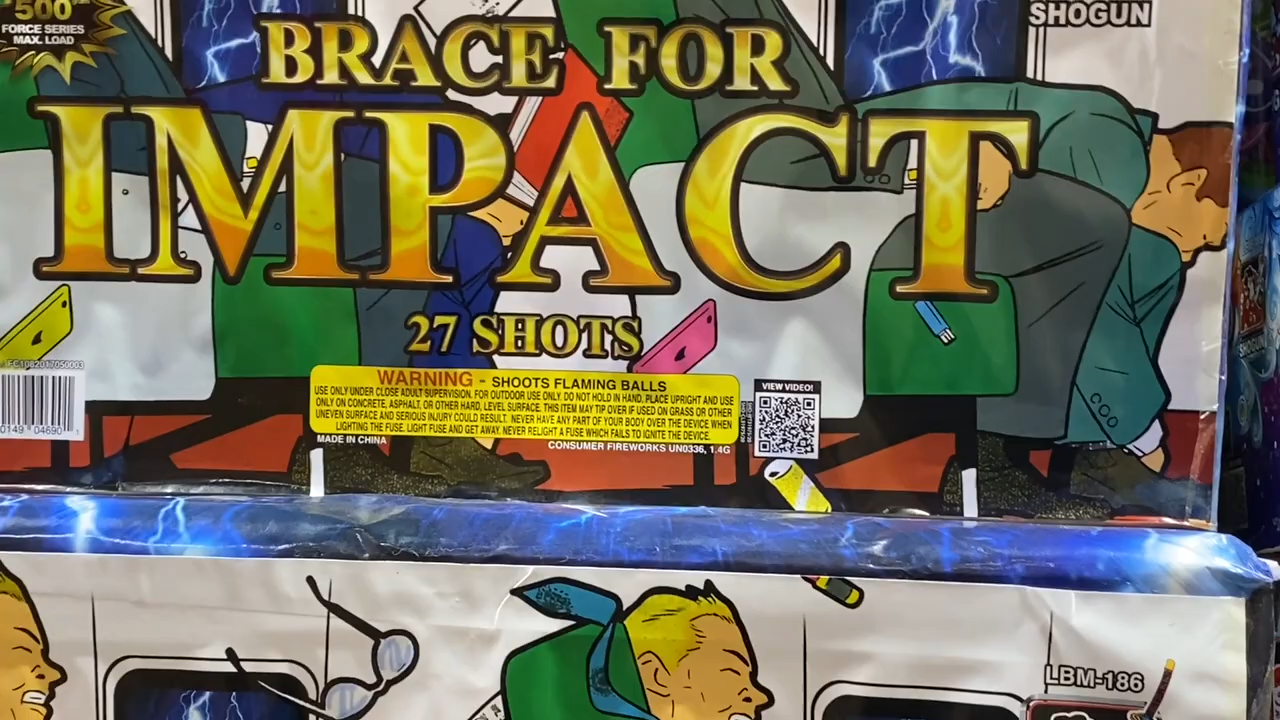 500
FORCE SERIES
MAX. LOAD
SHOGUN
BRACE FOR
IMPACT
27 SHOTS
WARNING - SHOOTS FLAMING BALLS
USE ONLY UNDER CLOSE ADULT SUPERVISION. FOR OUTDOOR USE ONLY. DO NOT HOLD IN HAND. PLACE UPRIGHT AND USE
ONLY ON CONCRETE, ASPHALT, OR OTHER HARD, LEVEL SURFACE. THIS ITEM MAY TIP OVER IF USED ON GRASS OR OTHER
UNEVEN SURFACE AND SERIOUS INJURY COULD RESULT. NEVER HAVE ANY PART OF YOUR BODY OVER THE DEVICE WHEN
LIGHTING THE FUSE. LIGHT FUSE AND GET AWAY. NEVER RELIGHT A FUSE WHICH FAILS TO IGNITE THE DEVICE.
MADE IN CHINA
CONSUMER FIREWORKS UN0336, 1.4G
VIEW VIDEO!
0149 04690
LBM-186